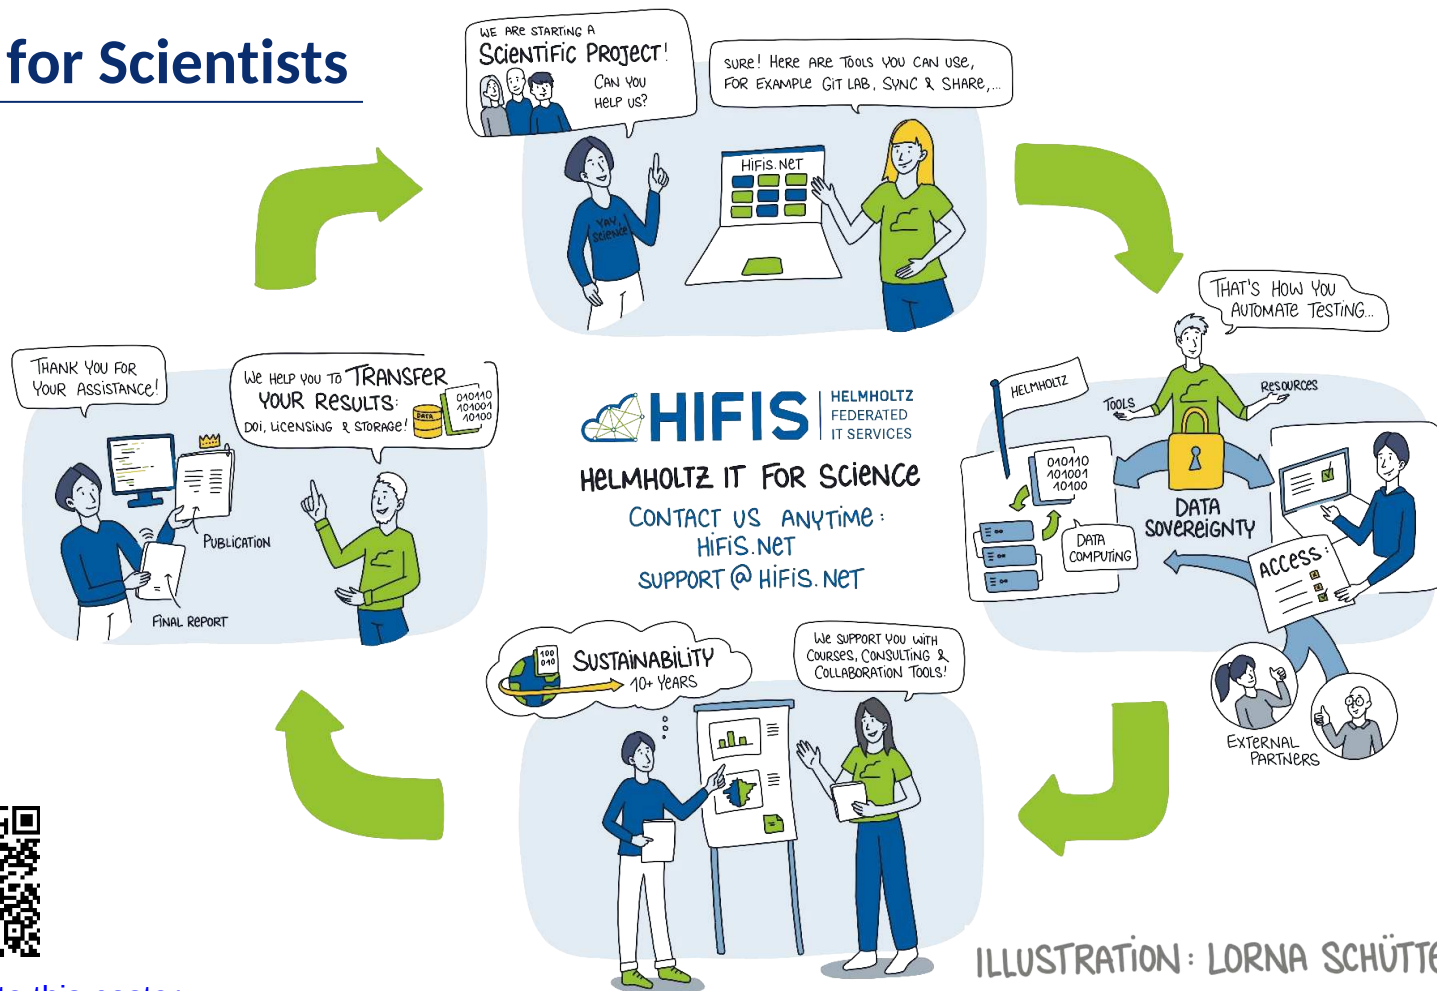 for Scientists
WE ARE STARTING A
SCIENTIFIC PROJECT!
CAN YOU
HELP US?
SURE! HERE ARE TOOLS YOU CAN USE,
FOR EXAMPLE GIT LAB, SYNC & SHARE,...
HIFIS.NET
YAY,
SCIENCE
THAT'S HOW YOU
AUTOMATE TESTING...
HELMHOLTZ
TOOLS
RESOURCES
010110
101001
10100
DATA
COMPUTING
DATA
SOVEREIGNTY
ACCESS:
EXTERNAL
PARTNERS
THANK YOU FOR
YOUR ASSISTANCE!
WE HELP YOU TO TRANSFER
YOUR RESULTS:
DOI, LICENSING & STORAGE!
DATA
010110
101001
10100
PUBLICATION
FINAL REPORT
HIFIS
HELMHOLTZ
FEDERATED
IT SERVICES
HELMHOLTZ IT FOR SCIENCE
CONTACT US ANYTIME:
HIFIS.NET
SUPPORT@HIFIS.NET
100
010
SUSTAINABILITY
10+ YEARS
WE SUPPORT YOU WITH
COURSES, CONSULTING &
COLLABORATION TOOLS!
ILLUSTRATION: LORNA SCHÜTTE
to this poster